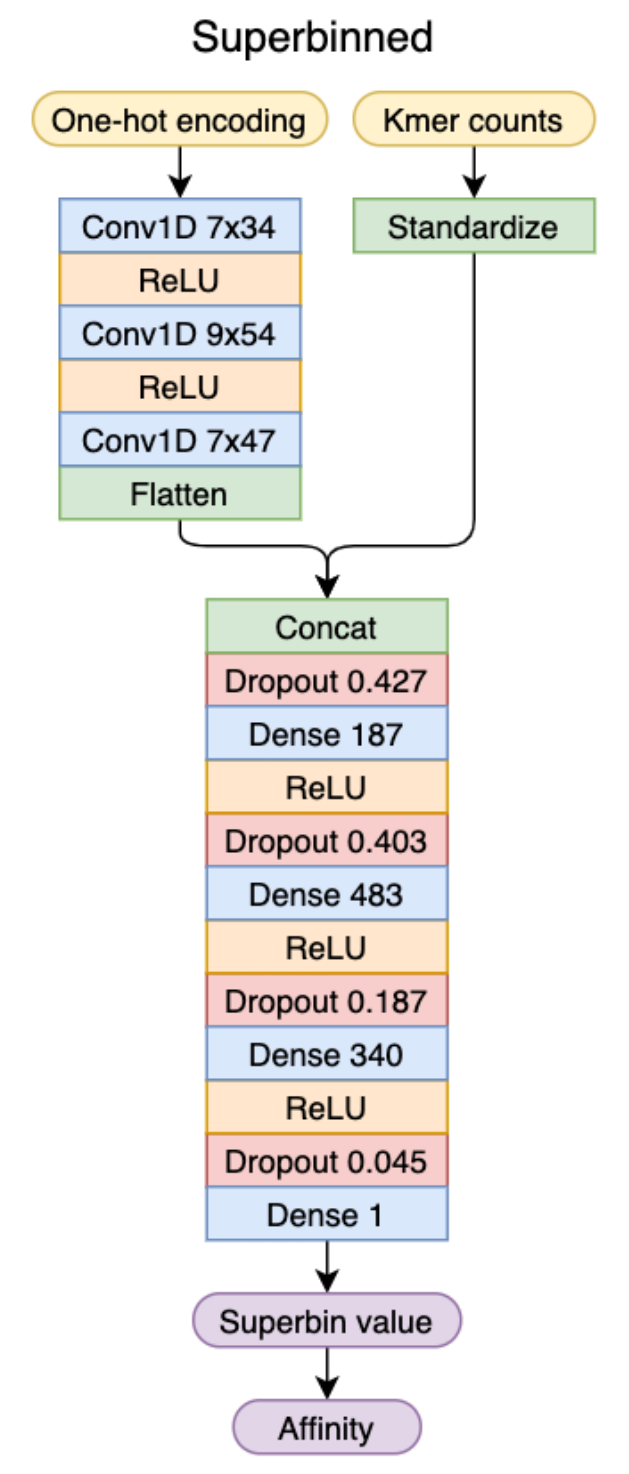 Superbinned
One-hot encoding
Kmer counts
Conv1D 7x34
Standardize
ReLU
Conv1D 9x54
ReLU
Conv1D 7x47
Flatten
Concat
Dropout 0.427
Dense 187
ReLU
Dropout 0.403
Dense 483
ReLU
Dropout 0.187
Dense 340
ReLU
Dropout 0.045
Dense 1
Superbin value
Affinity